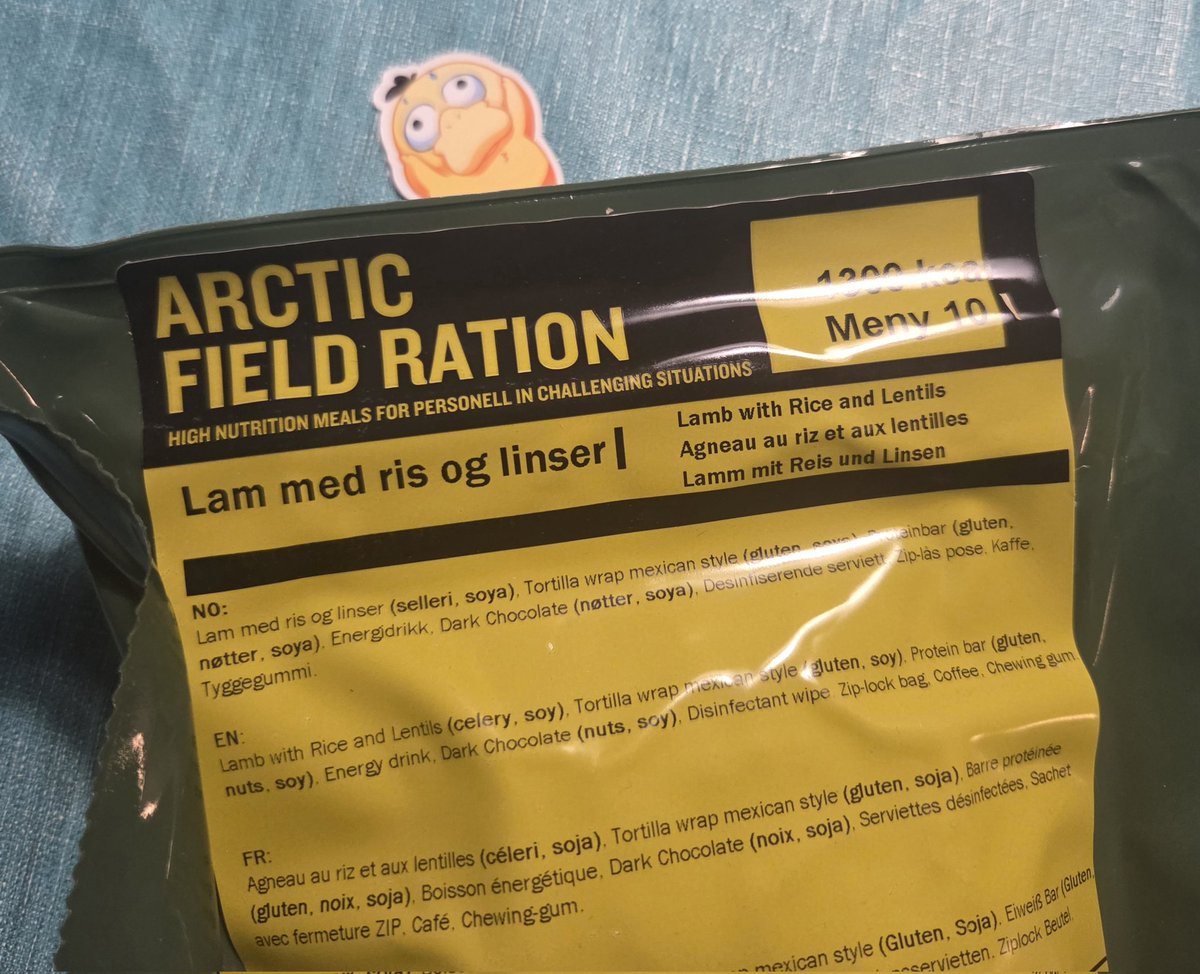 ARCTIC
FIELD RATION
HIGH NUTRITION MEALS FOR PERSONELL IN CHALLENGING SITUATIONS
1300 kca
Meny 10
Lam med ris og linser
Lamb with Rice and Lentils
Agneau au riz et aux lentilles
Lamm mit Reis und Linsen
NO:
Lam med ris og linser (selleri, soya), Tortilla wrap mexican style (gluten, soya), Proteinbar (gluten,
nøtter, soya), Energidrikk, Dark Chocolate (nøtter, soya), Desinfiserende serviett, Zip-lås pose, Kaffe,
Tyggegummi.
EN:
Lamb with Rice and Lentils (celery, soy), Tortilla wrap mexican style (gluten, soy), Protein bar (gluten,
nuts, soy), Energy drink, Dark Chocolate (nuts, soy), Disinfectant wipe, Zip-lock bag, Coffee, Chewing gum.
FR:
Agneau au riz et aux lentilles (céleri, soja), Tortilla wrap mexican style (gluten, soja), Barre protéinée
(gluten, noix, soja), Boisson énergétique, Dark Chocolate (noix, soja), Serviettes désinfectées, Sachet
avec fermeture ZIP, Café, Chewing-gum.
mexican style (Gluten, Soja), Eiweiß Bar (Gluten,
servietten, Ziplock Beutel,